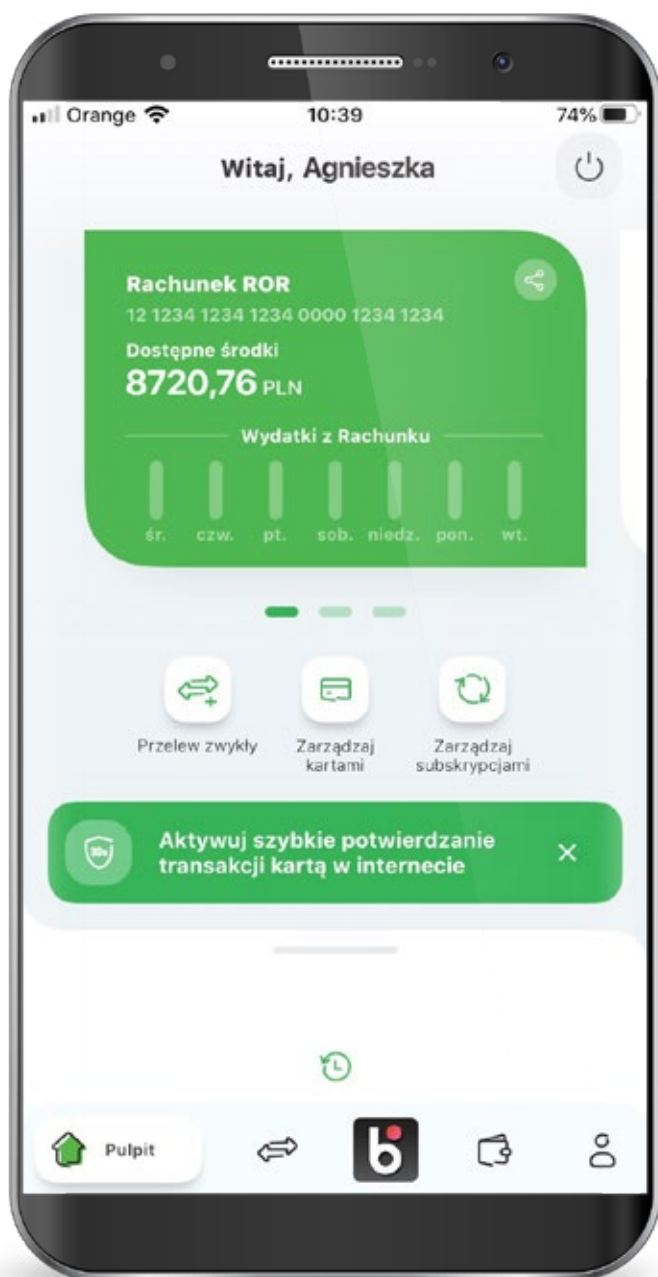 Orange 10:39 74%
Witaj, Agnieszka
Rachunek ROR
12 1234 1234 1234 0000 1234 1234
Dostępne środki
8720,76 PLN
Wydatki z Rachunku
śr. czw. pt. sob. niedz. pon. wt.
Przelew zwykły
Zarządzaj
kartami
Zarządzaj
subskrypcjami
30s
Aktywuj szybkie potwierdzanie
transakcji kartą w internecie
Pulpit
b